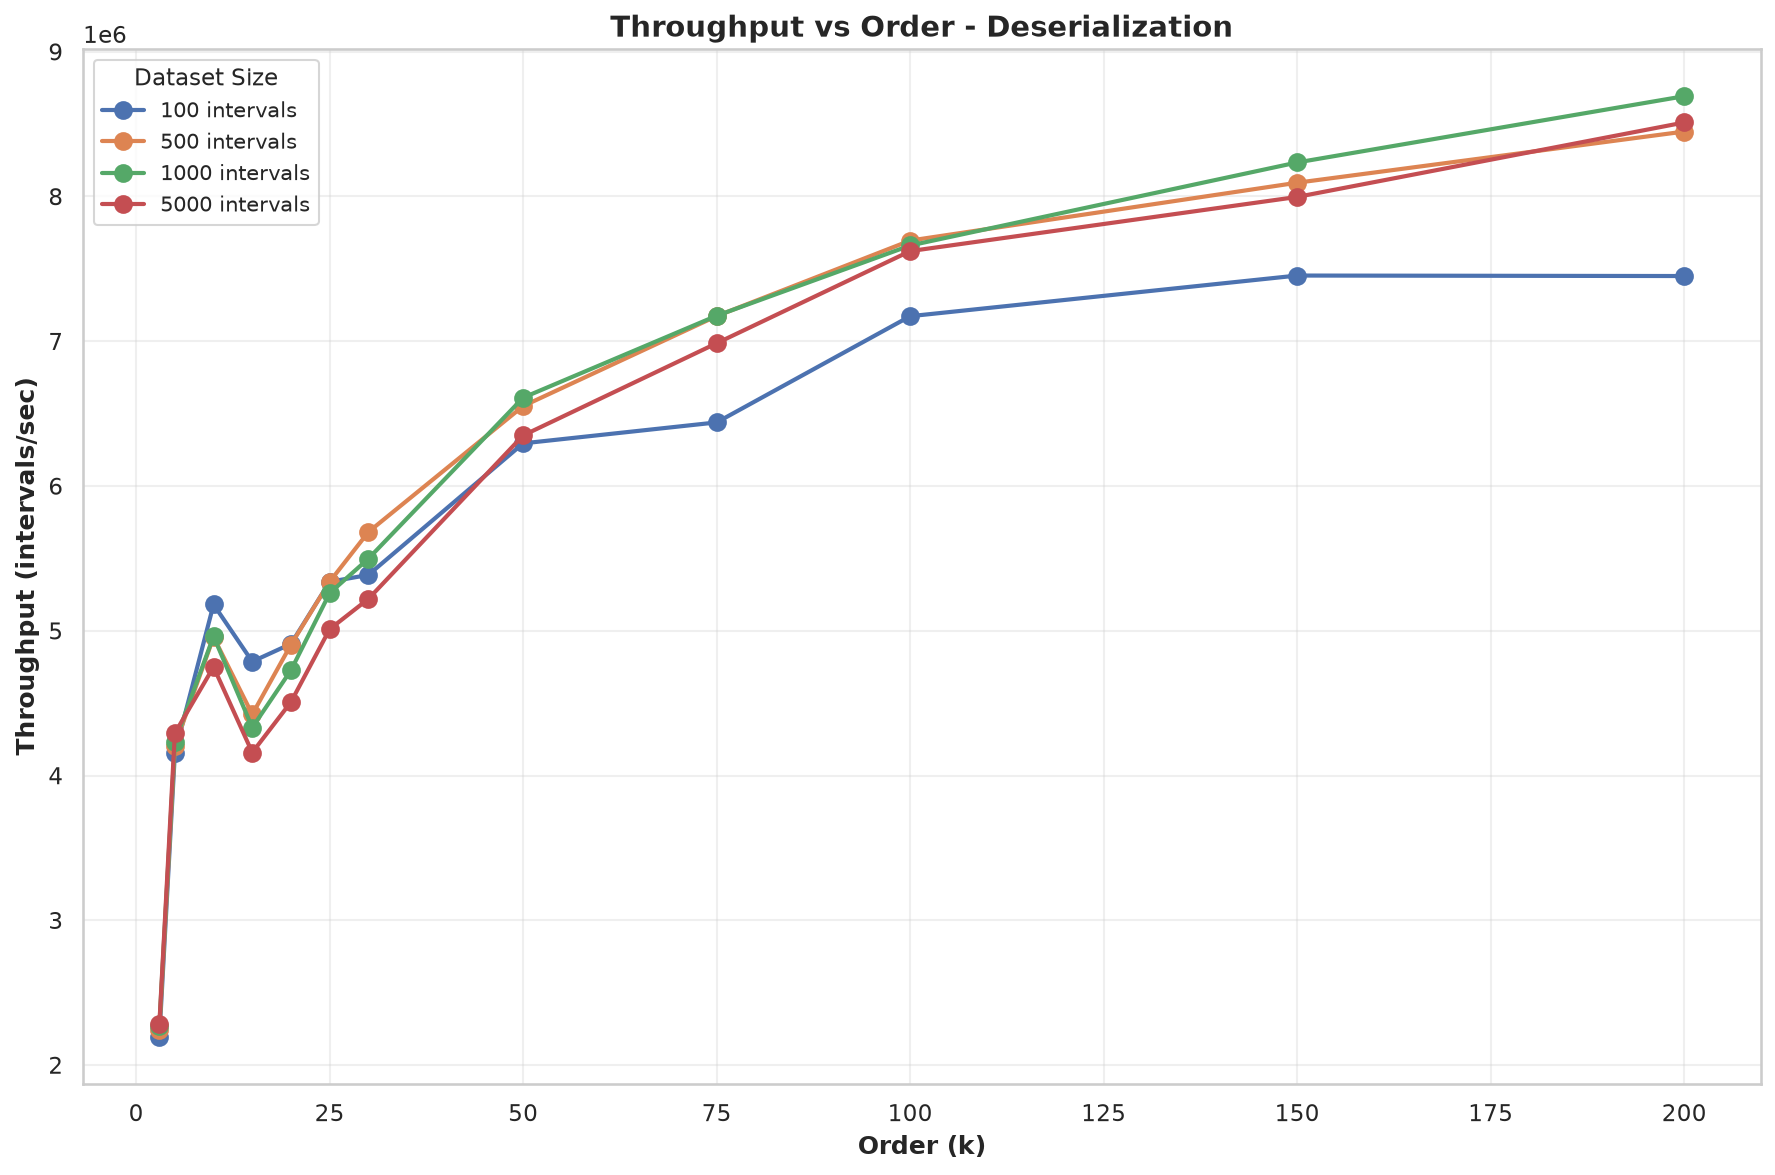 Throughput vs Order - Deserialization
1e6
9
8
7
6
5
4
3
2
Throughput (intervals/sec)
Dataset Size
100 intervals
500 intervals
1000 intervals
5000 intervals
0 25 50 75 100 125 150 175 200
Order (k)